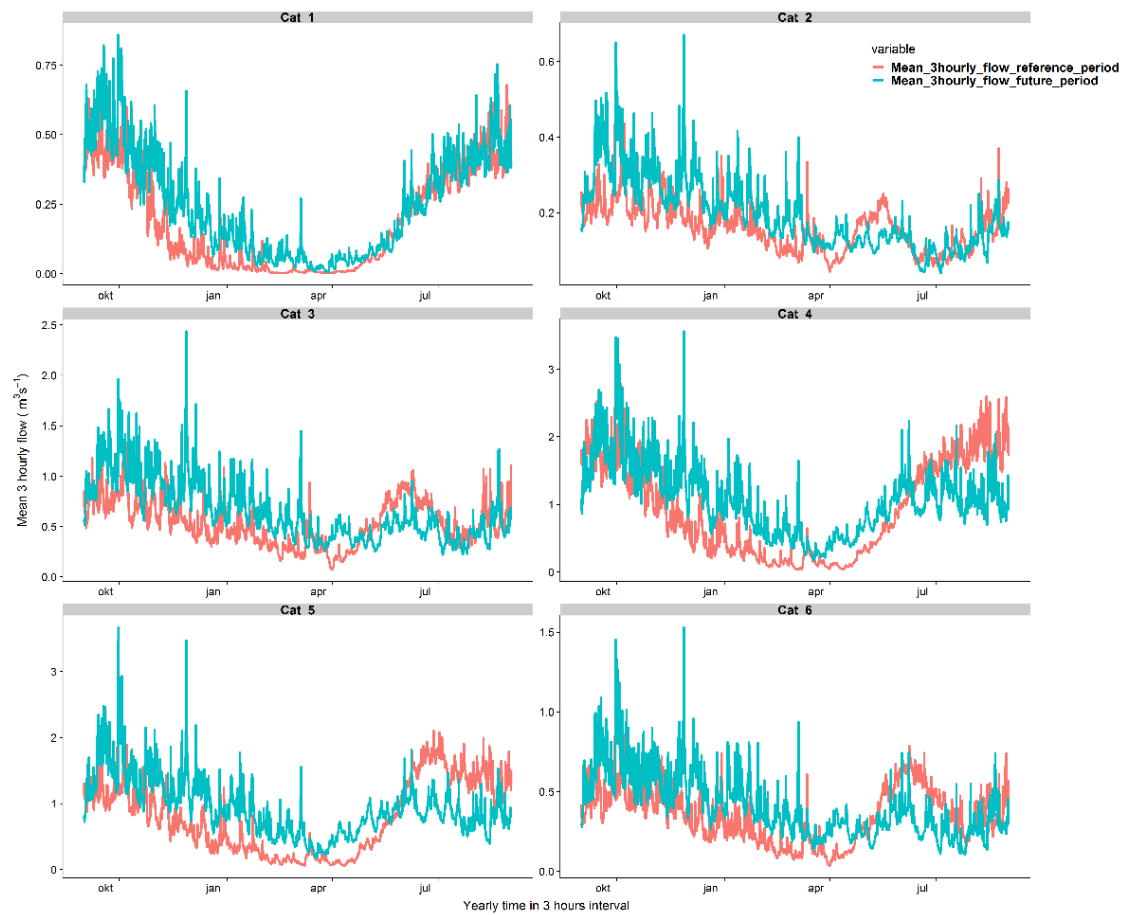 Cat 1
Cat 2
variable
Mean_3hourly_flow_reference_period
Mean_3hourly_flow_future_period
0.75
0.50
0.25
0.00
okt
jan
apr
jul
0.6
0.4
0.2
okt
jan
apr
jul
Cat 3
Cat 4
Mean 3 hourly flow ( m³s⁻¹)
2.5
2.0
1.5
1.0
0.5
0.0
okt
jan
apr
jul
3
2
1
0
okt
jan
apr
jul
Cat 5
Cat 6
3
2
1
0
okt
jan
apr
jul
1.5
1.0
0.5
0.0
okt
jan
apr
jul
Yearly time in 3 hours interval